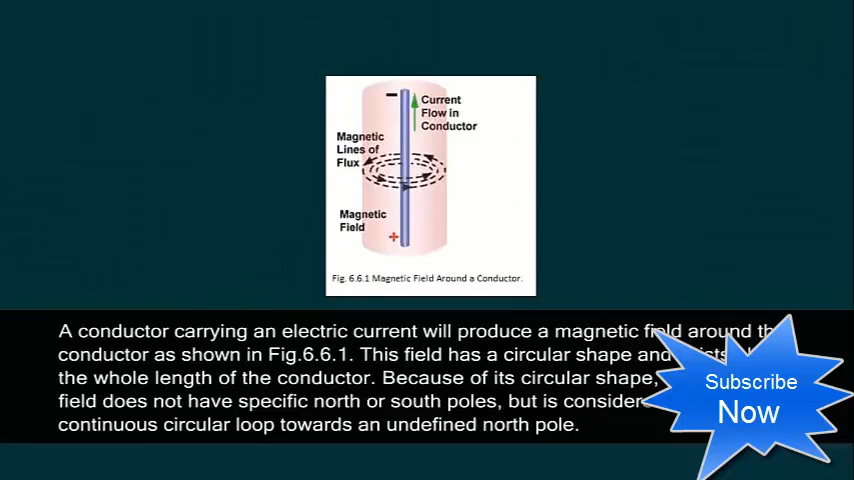 −
Current
Flow in
Conductor
Magnetic
Lines of
Flux
Magnetic
Field
+
Fig. 6.6.1 Magnetic Field Around a Conductor.
A conductor carrying an electric current will produce a magnetic field around
conductor as shown in Fig.6.6.1. This field has a circular shape and
the whole length of the conductor. Because of its circular shape,
field does not have specific north or south poles, but is
continuous circular loop towards an undefined north pole.
Subscribe
Now